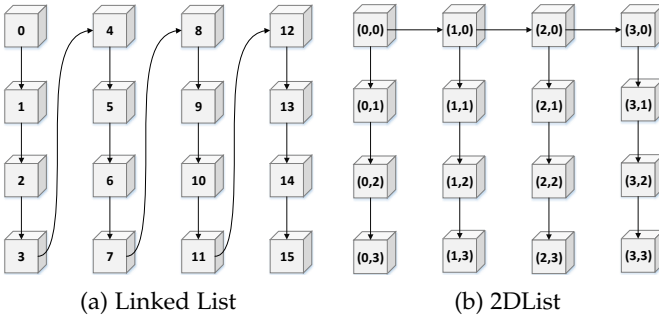 0 4 8 12 (0,0) (1,0) (2,0) (3,0)
1 5 9 13 (0,1) (1,1) (2,1) (3,1)
2 6 10 14 (0,2) (1,2) (2,2) (3,2)
3 7 11 15 (0,3) (1,3) (2,3) (3,3)
(a) Linked List (b) 2DList